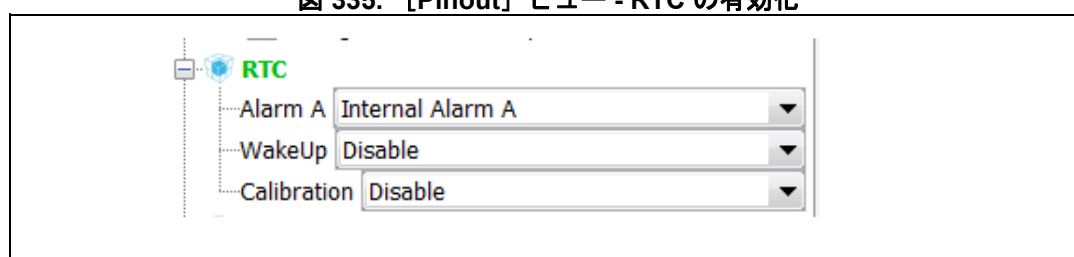 図 335. ［Pinout］ビュー - RTC の有効化
RTC
Alarm A Internal Alarm A
WakeUp Disable
Calibration Disable